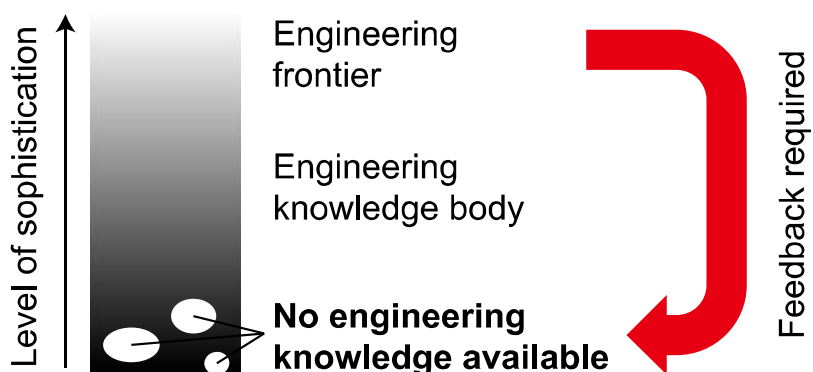 Level of sophistication
Engineering
frontier
Engineering
knowledge body
No engineering
knowledge available
Feedback required